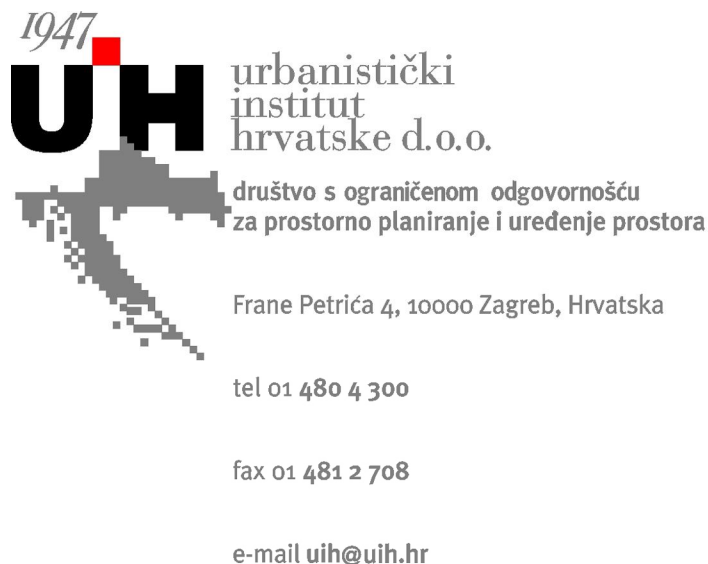 1947.
UiH
urbanistički
institut
hrvatske d.o.o.
društvo s ograničenom odgovornošću
za prostorno planiranje i uređenje prostora
Frane Petrića 4, 10000 Zagreb, Hrvatska
tel 01 480 4 300
fax 01 481 2 708
e-mail uih@uih.hr